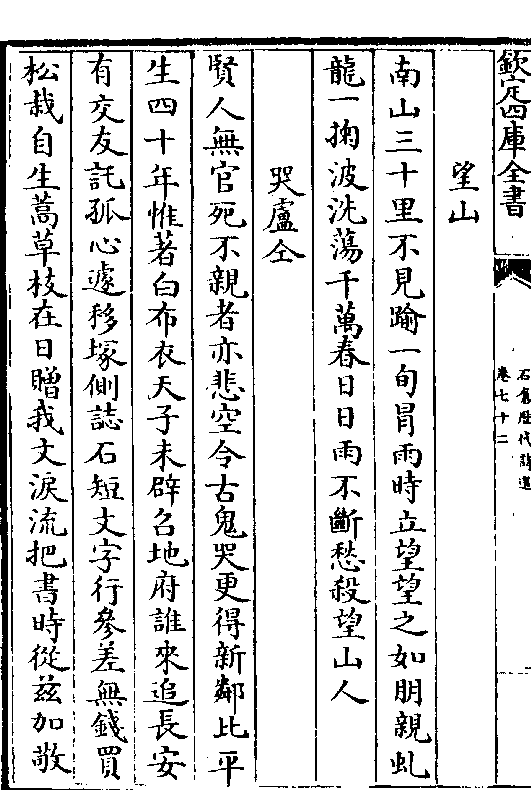 欽定四庫全書
石倉歷代詩選
卷七十二
望山
南山三十里不見踰一旬冒雨時立望望之如朋親虬
龍一掬波洗蕩千萬春日日雨不斷愁殺望山人
哭盧仝
賢人無官死不親者亦悲空令古鬼哭更得新鄰比平
生四十年惟著白布衣天子未辟召地府誰來追長安
有交友託孤心遽移塚側誌石短文字行參差無錢買
松栽自生蒿草枝在日贈我文淚流把書時從茲加敬